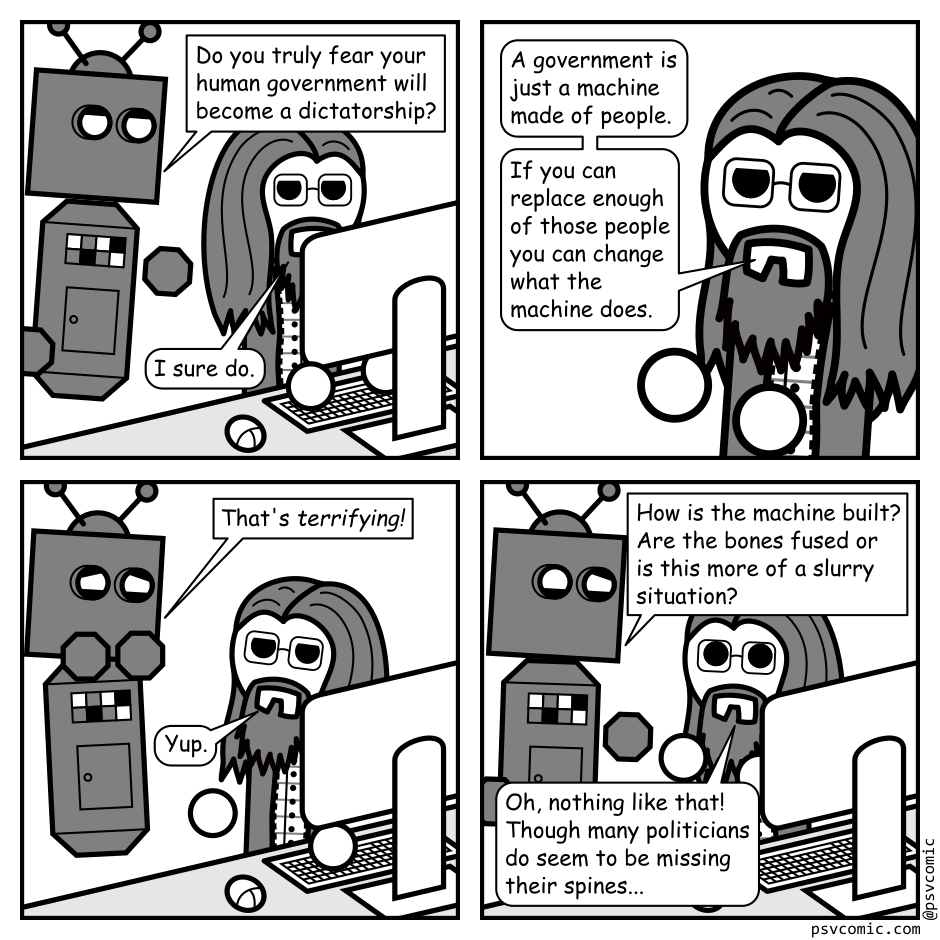 Do you truly fear your
human government will
become a dictatorship?
I sure do.
A government is
just a machine
made of people.
If you can
replace enough
of those people
you can change
what the
machine does.
That's terrifying!
Yup.
How is the machine built?
Are the bones fused or
is this more of a slurry
situation?
Oh, nothing like that!
Though many politicians
do seem to be missing
their spines...
@psvcomic
psvcomic.com